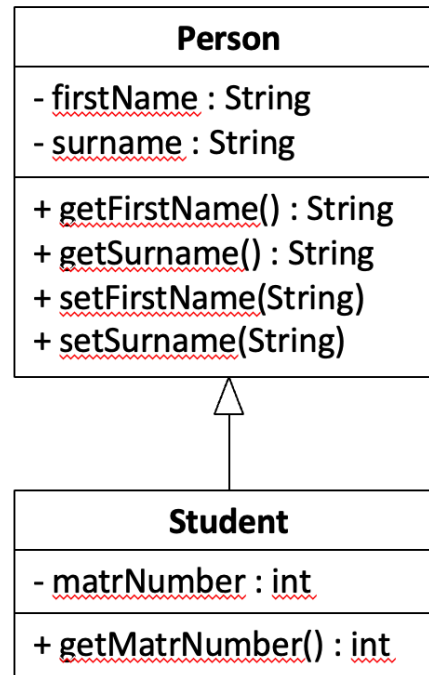 Person
- firstName : String
- surname : String
+ getFirstName() : String
+ getSurname() : String
+ setFirstName(String)
+ setSurname(String)
Student
- matrNumber : int
+ getMatrNumber() : int